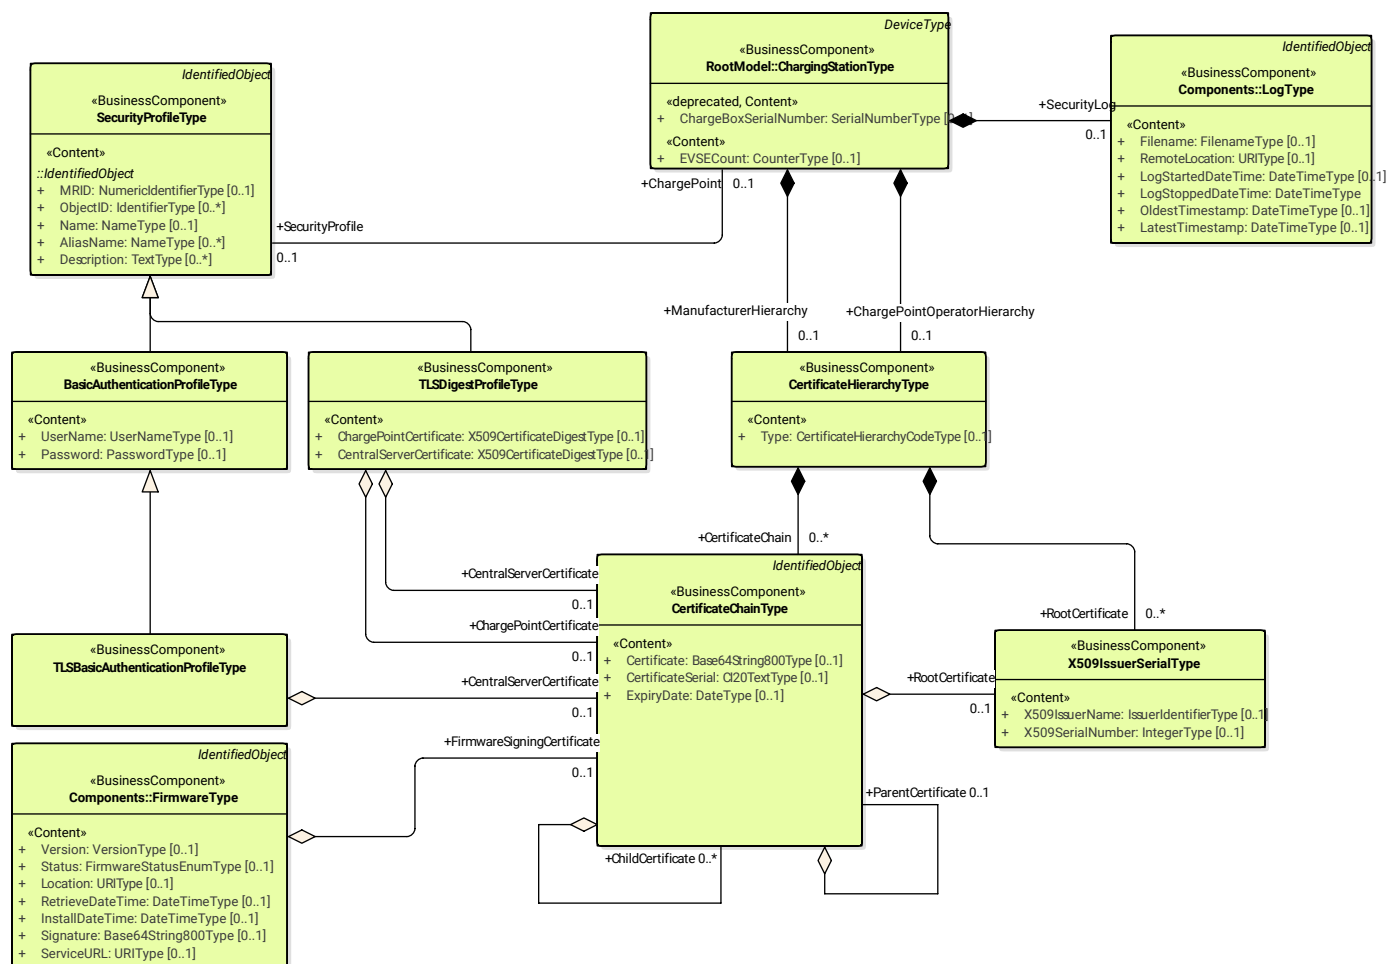 DeviceType
«BusinessComponent»
RootModel::ChargingStationType
«deprecated, Content»
+ ChargeBoxSerialNumber: SerialNumberType [0..1]
«Content»
+ EVSECount: CounterType [0..1]
IdentifiedObject
«BusinessComponent»
Components::LogType
«Content»
+ Filename: FilenameType [0..1]
+ RemoteLocation: URIType [0..1]
+ LogStartedDateTime: DateTimeType [0..1]
+ LogStoppedDateTime: DateTimeType
+ OldestTimestamp: DateTimeType [0..1]
+ LatestTimestamp: DateTimeType [0..1]
+SecurityLog
0..1
IdentifiedObject
«BusinessComponent»
SecurityProfileType
«Content»
::IdentifiedObject
+ MRID: NumericIdentifierType [0..1]
+ ObjectID: IdentifierType [0..*]
+ Name: NameType [0..1]
+ AliasName: NameType [0..*]
+ Description: TextType [0..*]
+ChargePoint 0..1
+SecurityProfile
0..1
+ManufacturerHierarchy
0..1
+ChargePointOperatorHierarchy
0..1
«BusinessComponent»
BasicAuthenticationProfileType
«Content»
+ UserName: UserNameType [0..1]
+ Password: PasswordType [0..1]
«BusinessComponent»
TLSDigestProfileType
«Content»
+ ChargePointCertificate: X509CertificateDigestType [0..1]
+ CentralServerCertificate: X509CertificateDigestType [0..1]
«BusinessComponent»
CertificateHierarchyType
«Content»
+ Type: CertificateHierarchyCodeType [0..1]
+CertificateChain 0..*
+RootCertificate 0..*
+CentralServerCertificate
0..1
+ChargePointCertificate
0..1
+CentralServerCertificate
0..1
+FirmwareSigningCertificate
0..1
IdentifiedObject
«BusinessComponent»
CertificateChainType
«Content»
+ Certificate: Base64String800Type [0..1]
+ CertificateSerial: CI20TextType [0..1]
+ ExpiryDate: DateType [0..1]
+RootCertificate
0..1
«BusinessComponent»
X509IssuerSerialType
«Content»
+ X509IssuerName: IssuerIdentifierType [0..1]
+ X509SerialNumber: IntegerType [0..1]
«BusinessComponent»
TLSBasicAuthenticationProfileType
+ParentCertificate 0..1
+ChildCertificate 0..*
IdentifiedObject
«BusinessComponent»
Components::FirmwareType
«Content»
+ Version: VersionType [0..1]
+ Status: FirmwareStatusEnumType [0..1]
+ Location: URIType [0..1]
+ RetrieveDateTime: DateTimeType [0..1]
+ InstallDateTime: DateTimeType [0..1]
+ Signature: Base64String800Type [0..1]
+ ServiceURL: URIType [0..1]